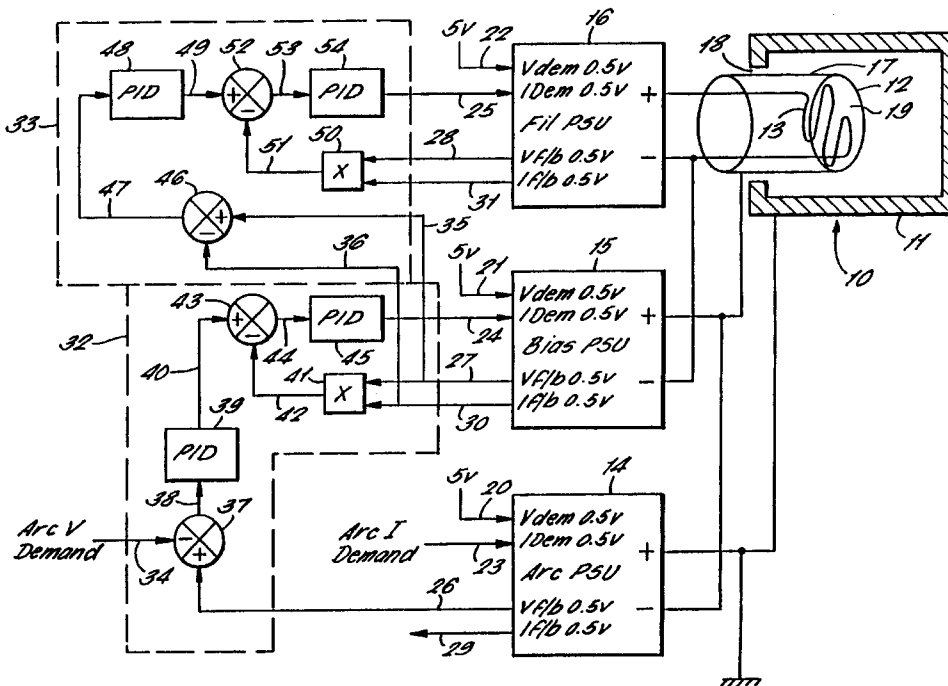 48
49
52
53
54
PID
+
−
PID
33
50
X
51
25
28
31
46
47
−
+
35
36
5v
22
16
Vdem 0.5v
IDem 0.5v
Fil PSU
Vf/b 0.5v
If/b 0.5v
+
−
18
17
12
13
19
11
10
32
43
+
−
44
PID
45
24
40
41
X
42
27
30
5v
21
15
Vdem 0.5v
IDem 0.5v
Bias PSU
Vf/b 0.5v
If/b 0.5v
+
−
39
PID
38
37
−
+
Arc V
Demand
34
26
29
5v
20
Arc I
Demand
23
14
Vdem 0.5v
IDem 0.5v
Arc PSU
Vf/b 0.5v
If/b 0.5v
+
−